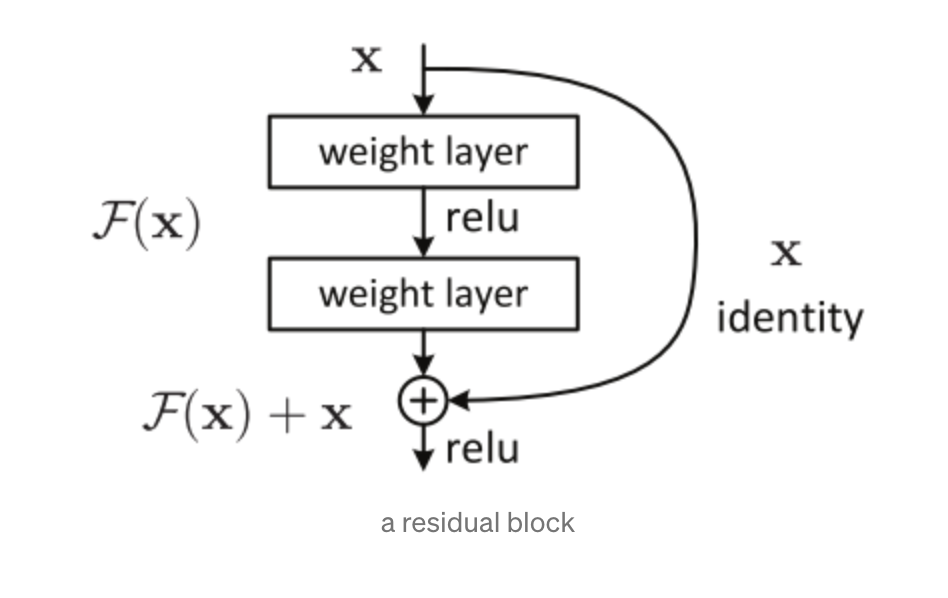 x
weight layer
relu
F(x)
weight layer
x
identity
F(x) + x
relu
a residual block